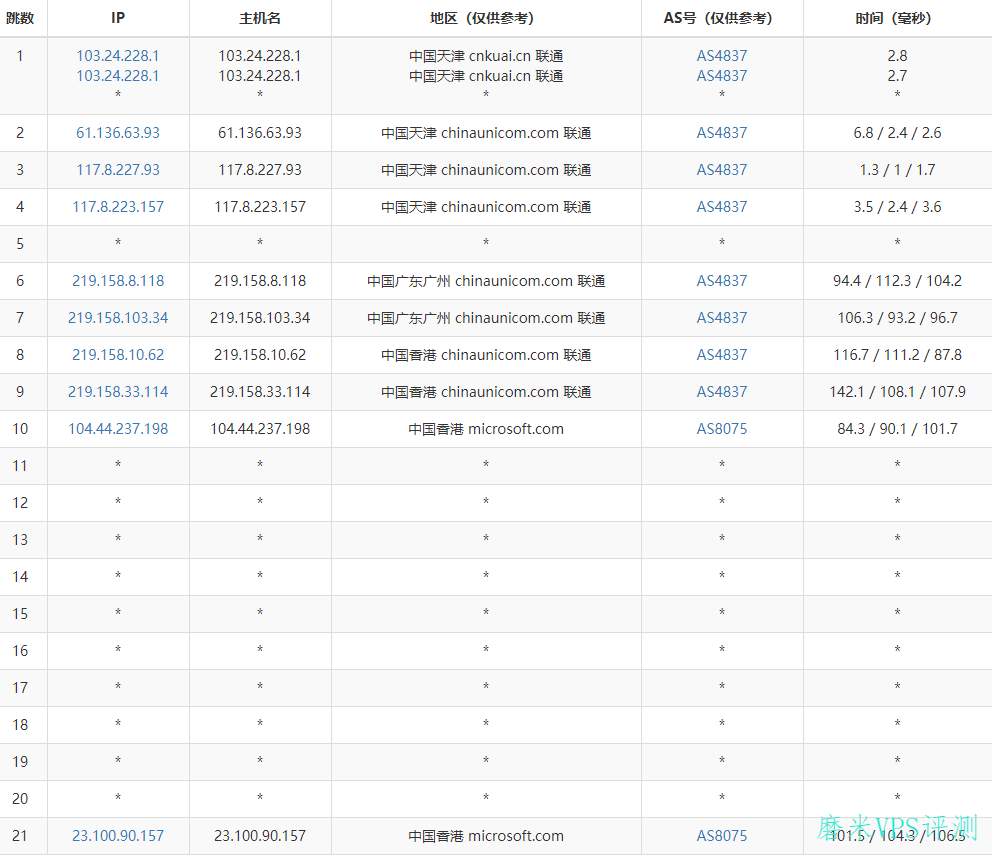 跳数 IP 主机名 地区（仅供参考） AS号（仅供参考） 时间（毫秒）
1 103.24.228.1 103.24.228.1 中国天津 cnkuai.cn 联通 AS4837 2.8
103.24.228.1 103.24.228.1 中国天津 cnkuai.cn 联通 AS4837 2.7
* * * * *
2 61.136.63.93 61.136.63.93 中国天津 chinaunicom.com 联通 AS4837 6.8 / 2.4 / 2.6
3 117.8.227.93 117.8.227.93 中国天津 chinaunicom.com 联通 AS4837 1.3 / 1 / 1.7
4 117.8.223.157 117.8.223.157 中国天津 chinaunicom.com 联通 AS4837 3.5 / 2.4 / 3.6
5 * * * * *
6 219.158.8.118 219.158.8.118 中国广东广州 chinaunicom.com 联通 AS4837 94.4 / 112.3 / 104.2
7 219.158.103.34 219.158.103.34 中国广东广州 chinaunicom.com 联通 AS4837 106.3 / 93.2 / 96.7
8 219.158.10.62 219.158.10.62 中国香港 chinaunicom.com 联通 AS4837 116.7 / 111.2 / 87.8
9 219.158.33.114 219.158.33.114 中国香港 chinaunicom.com 联通 AS4837 142.1 / 108.1 / 107.9
10 104.44.237.198 104.44.237.198 中国香港 microsoft.com AS8075 84.3 / 90.1 / 101.7
11 * * * * *
12 * * * * *
13 * * * * *
14 * * * * *
15 * * * * *
16 * * * * *
17 * * * * *
18 * * * * *
19 * * * * *
20 * * * * *
21 23.100.90.157 23.100.90.157 中国香港 microsoft.com AS8075 101.5 / 104.3 / 106.5
磨米VPS评测